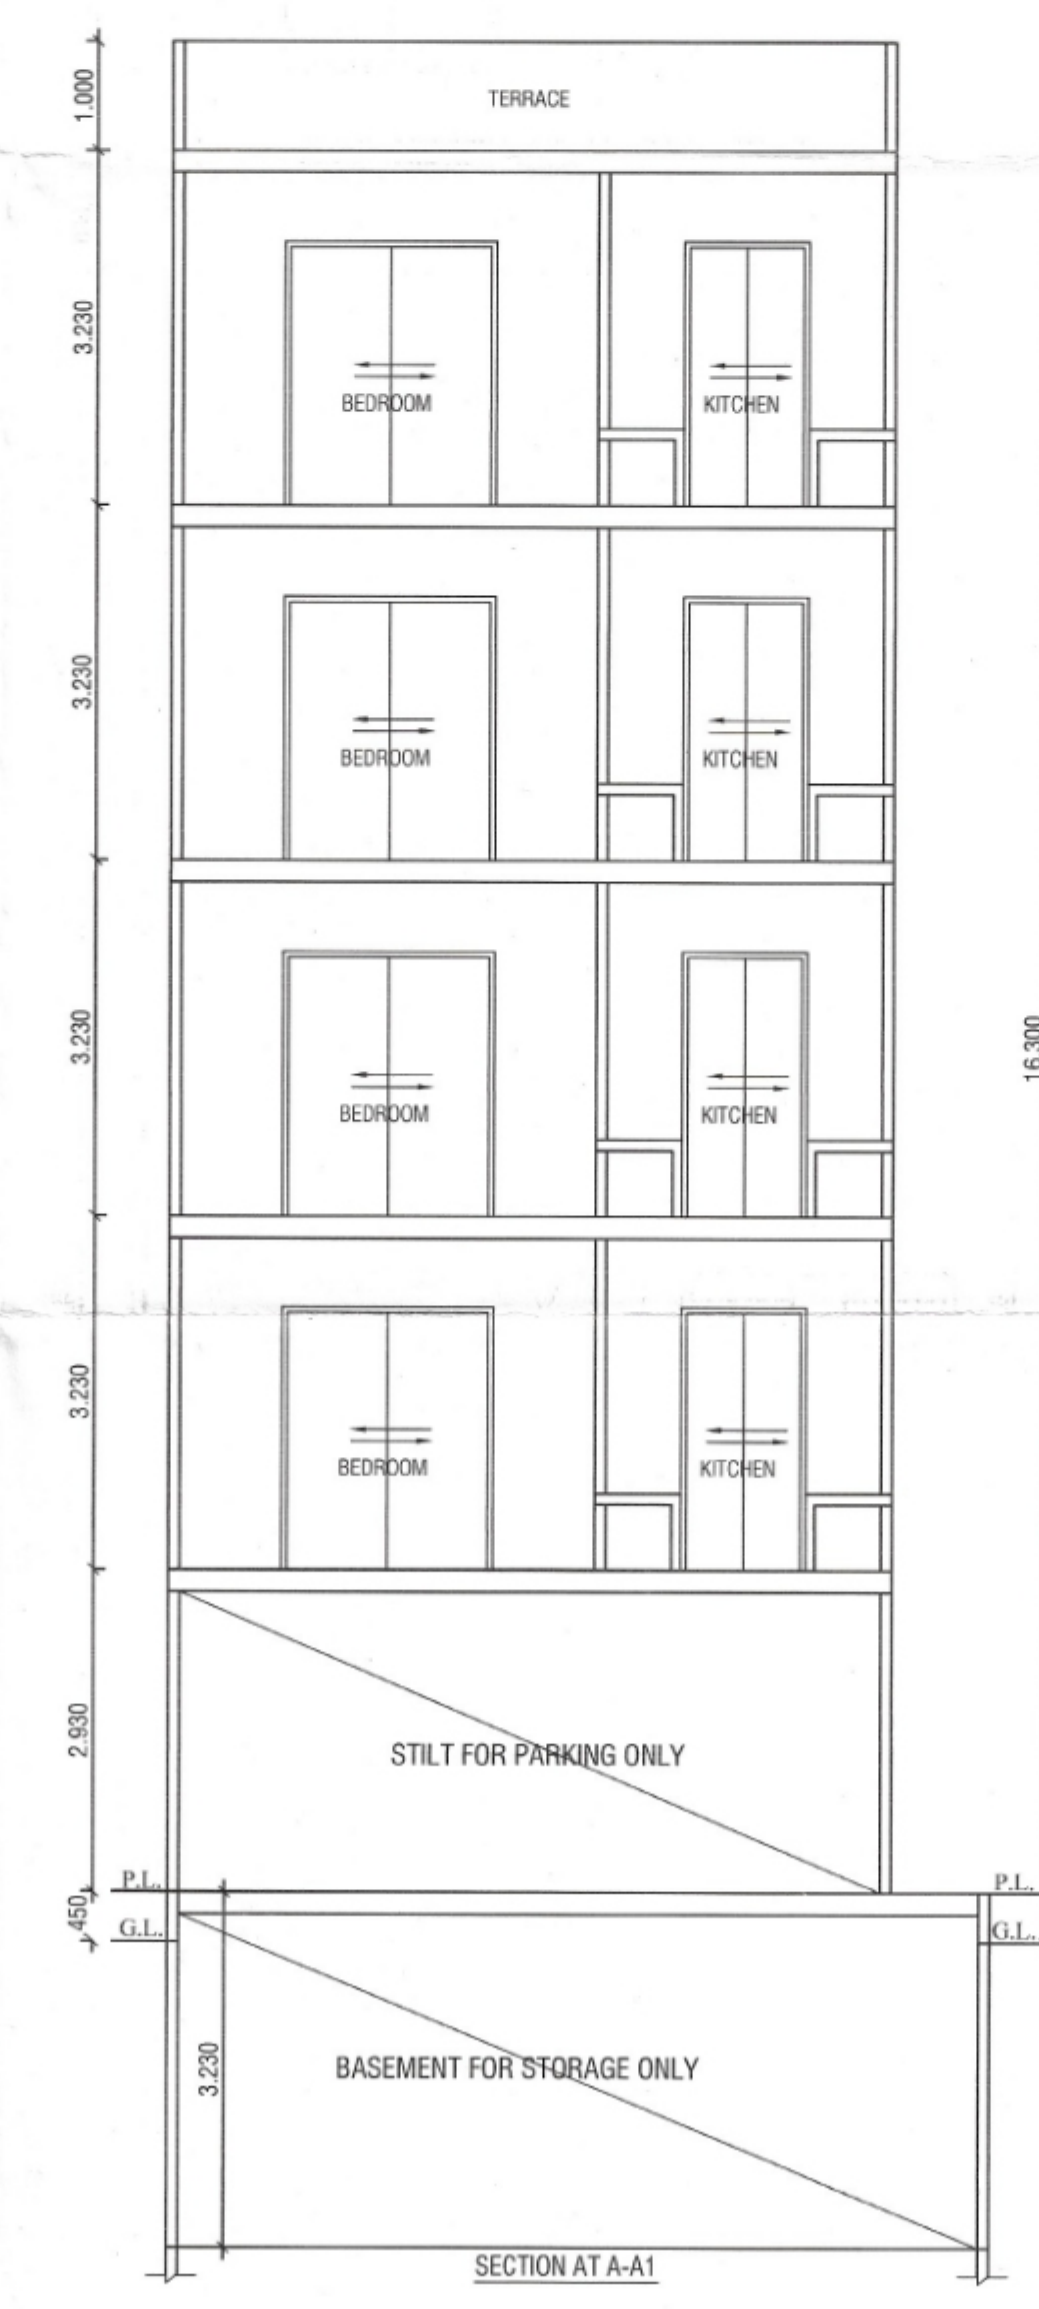 1.000
TERRACE
3.230
BEDROOM
KITCHEN
3.230
BEDROOM
KITCHEN
3.230
BEDROOM
KITCHEN
16.300
3.230
BEDROOM
KITCHEN
2.930
STILT FOR PARKING ONLY
P.L.
P.L.
.450
G.L.
G.L.
3.230
BASEMENT FOR STORAGE ONLY
SECTION AT A-A1